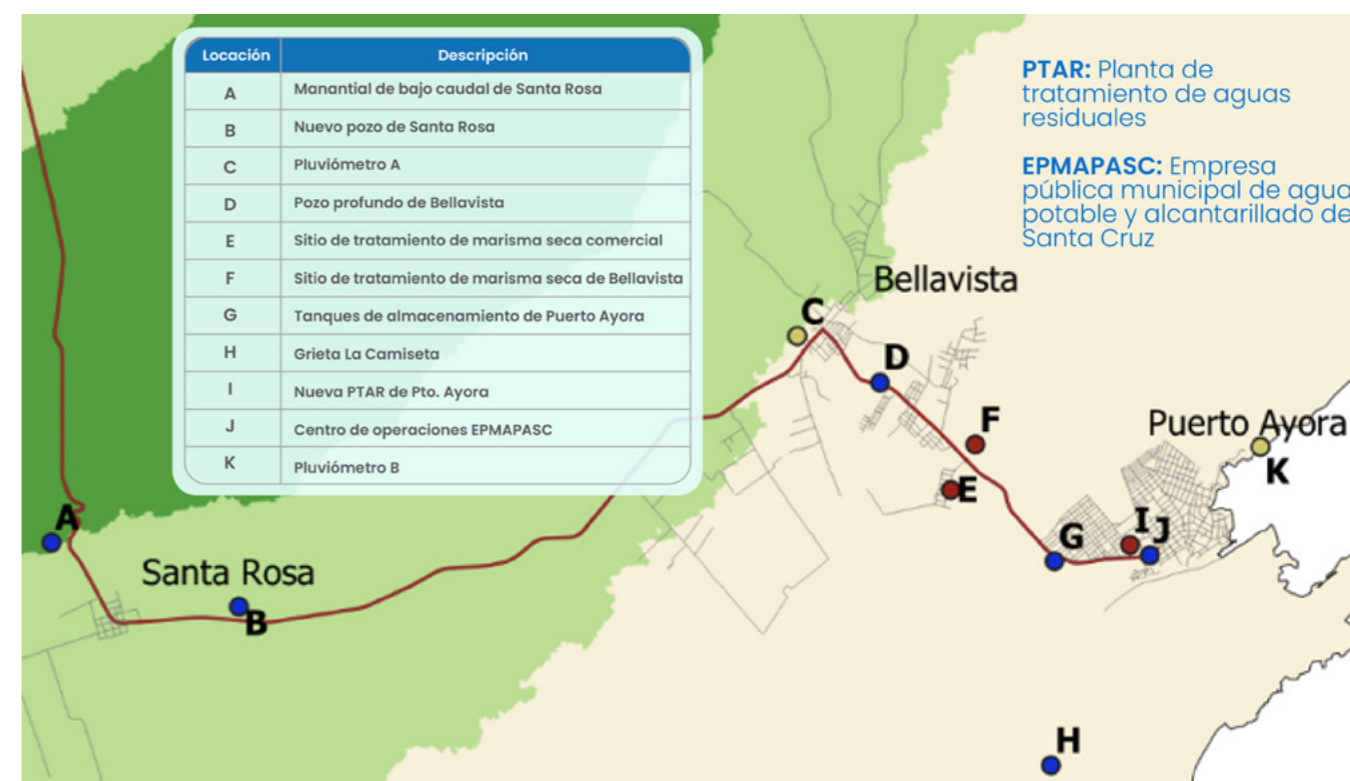 Locación Descripción
A Manantial de bajo caudal de Santa Rosa
B Nuevo pozo de Santa Rosa
C Pluviómetro A
D Pozo profundo de Bellavista
E Sitio de tratamiento de marisma seca comercial
F Sitio de tratamiento de marisma seca de Bellavista
G Tanques de almacenamiento de Puerto Ayora
H Grieta La Camiseta
I Nueva PTAR de Pto. Ayora
J Centro de operaciones EPMAPASC
K Pluviómetro B
PTAR: Planta de
tratamiento de aguas
residuales
EPMAPASC: Empresa
pública municipal de agua
potable y alcantarillado de
Santa Cruz
Bellavista
C
D
F
Puerto Ayora
K
E
G
I
J
A
Santa Rosa
B
H